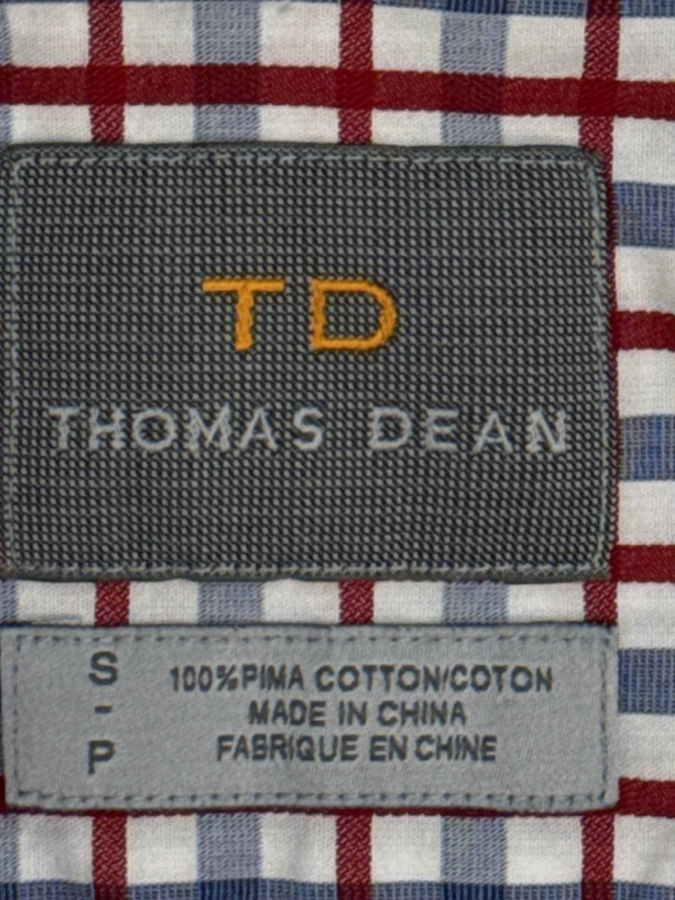 TD
THOMAS DEAN
S
-
P
100%PIMA COTTON/COTON
MADE IN CHINA
FABRIQUE EN CHINE